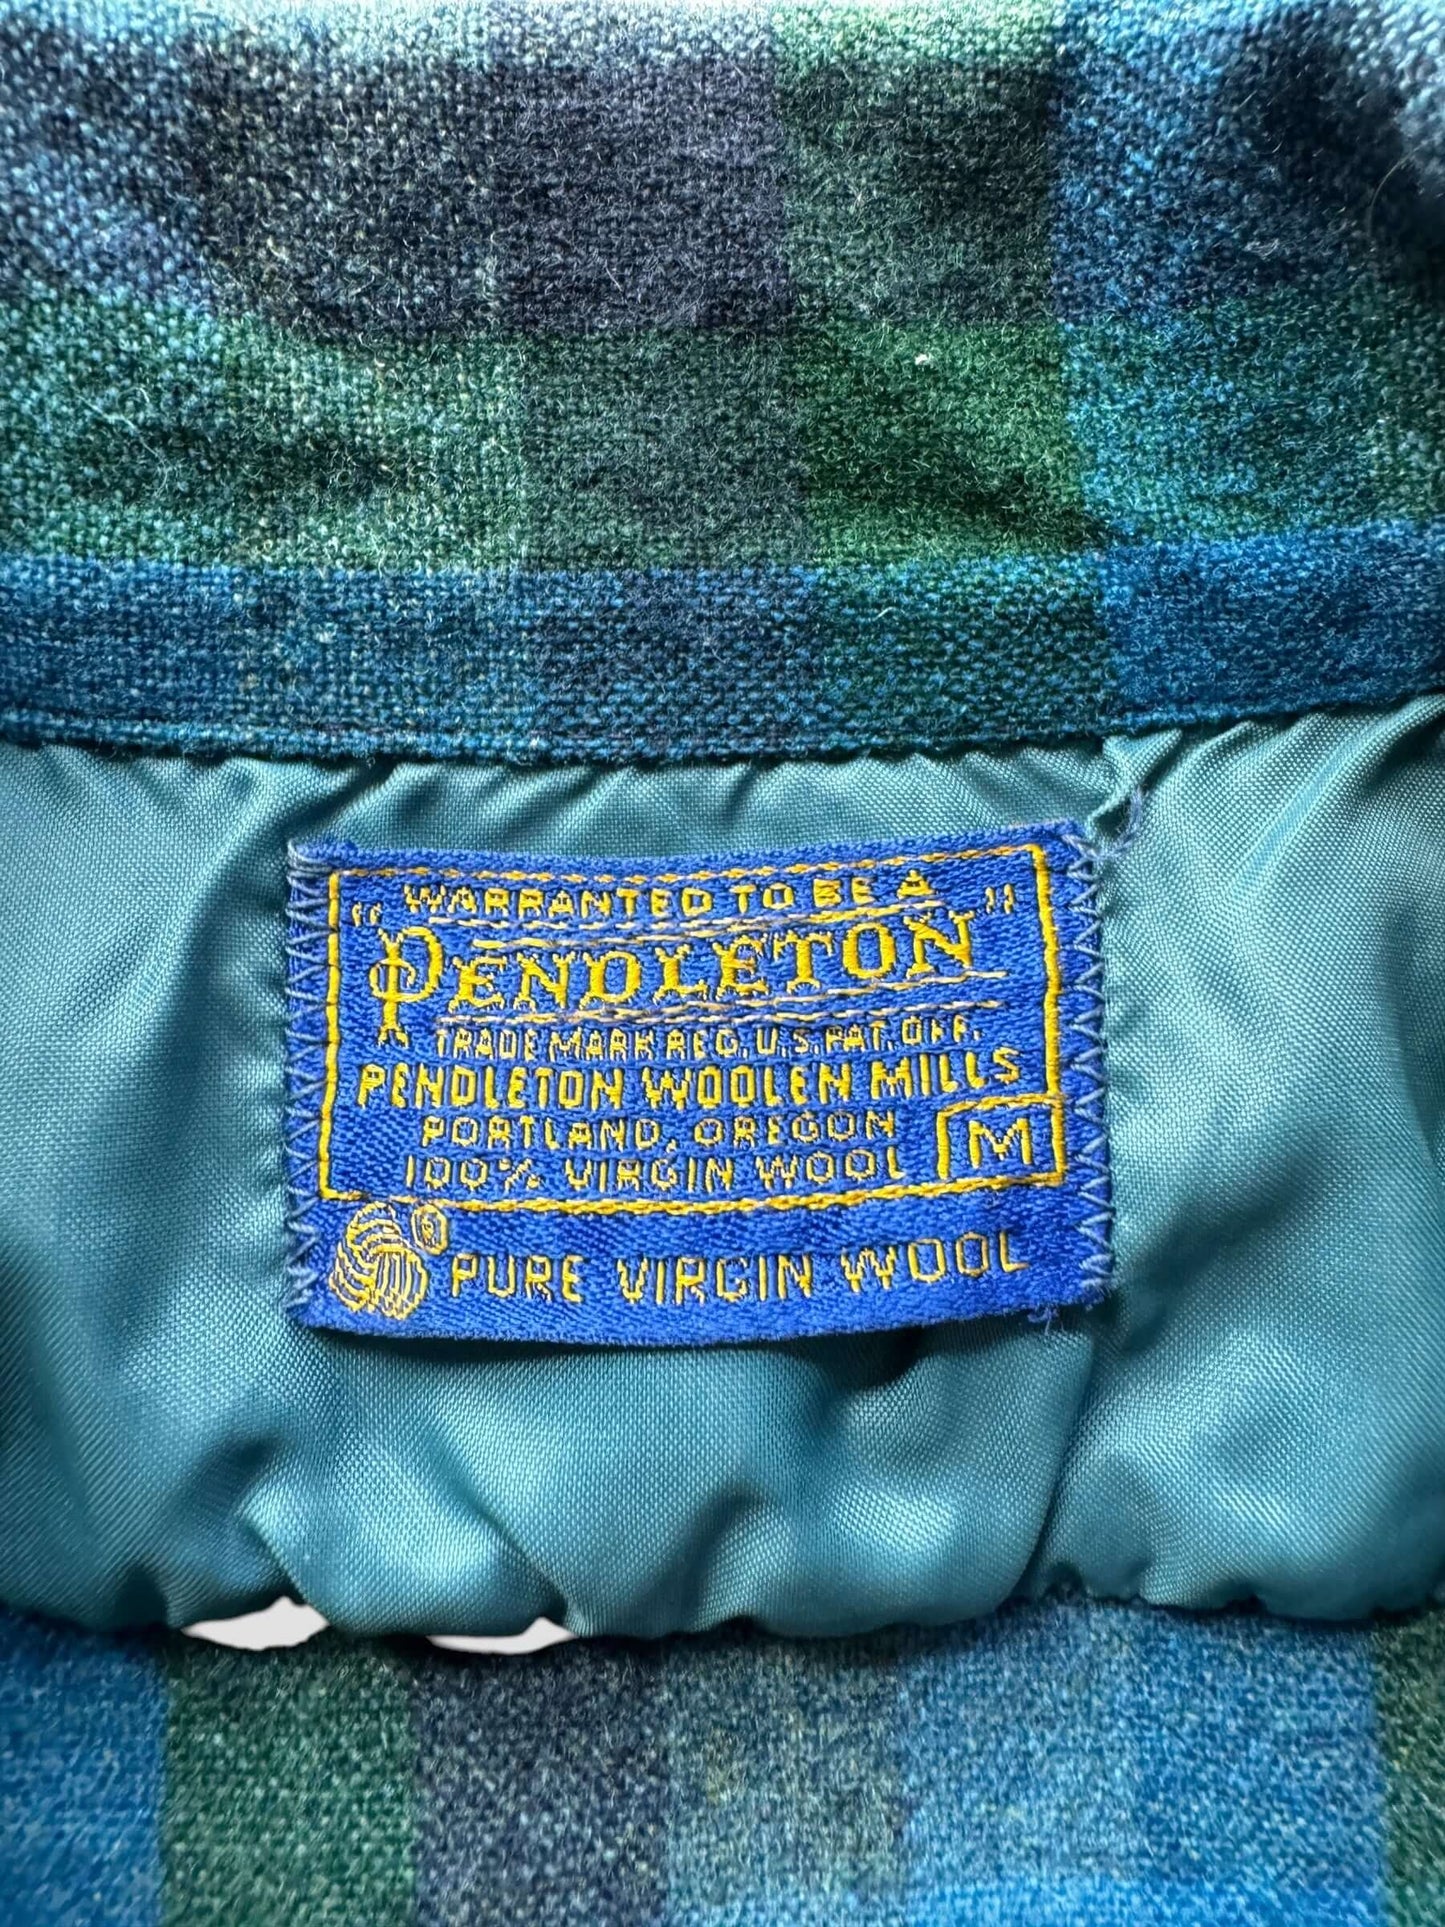 WARRANTED TO BE A
"PENDLETON"
TRADE MARK REG. U.S. PAT. OFF.
PENDLETON WOOLEN MILLS
PORTLAND, OREGON
100% VIRGIN WOOL
M
® PURE VIRGIN WOOL